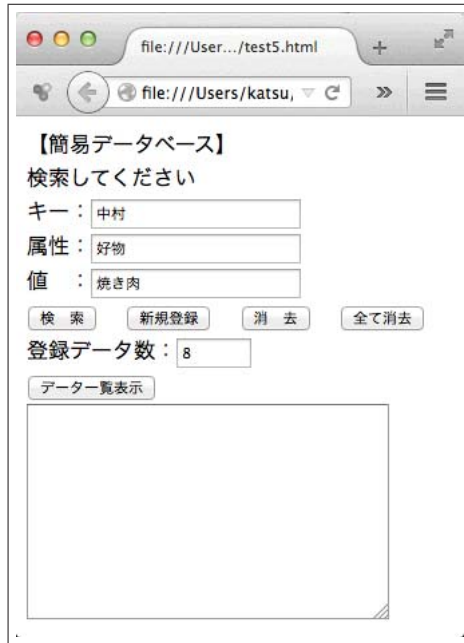 file:///User.../test5.html
file:///Users/katsu,
【簡易データベース】
検索してください
キー：中村
属性：好物
値　：焼き肉
検　索　新規登録　消　去　全て消去
登録データ数：8
データ一覧表示